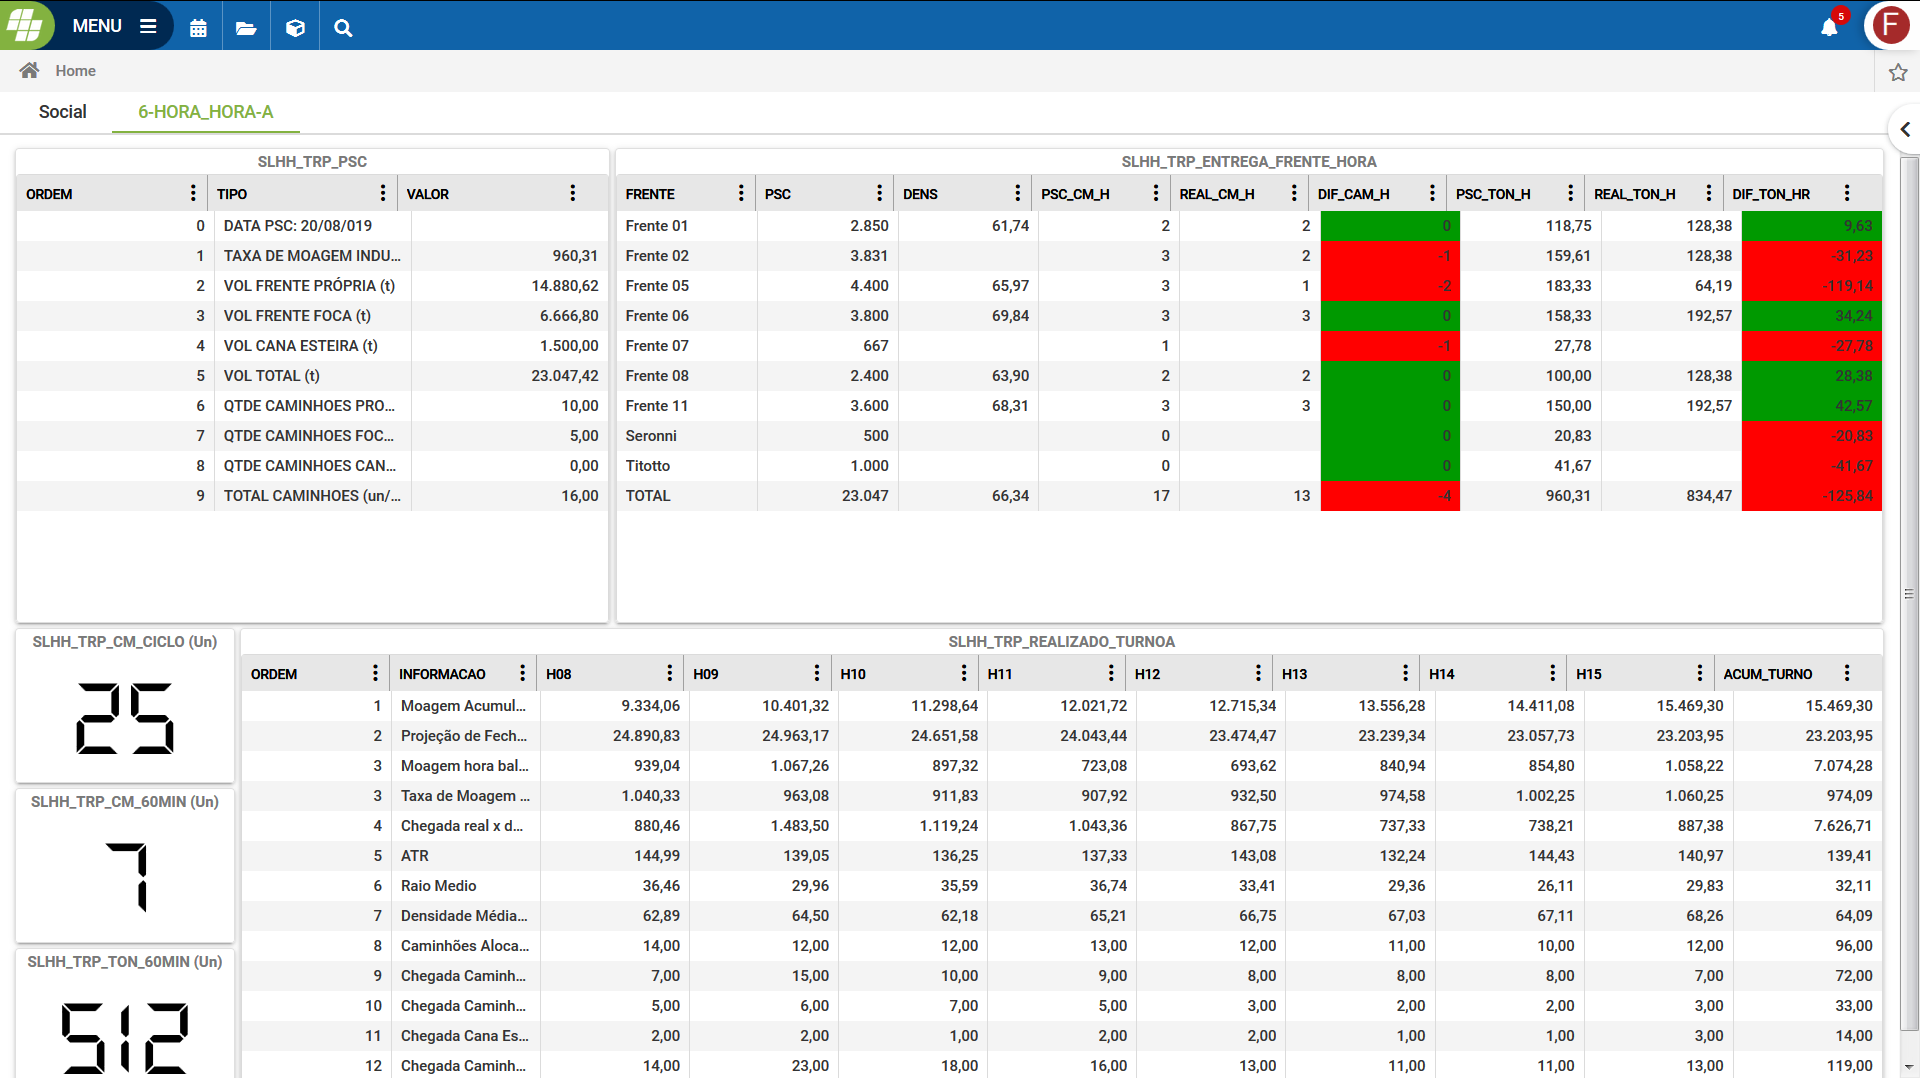 MENU
5
F
Home
Social 6-HORA_HORA-A
SLHH_TRP_PSC
ORDEM TIPO VALOR
0 DATA PSC: 20/08/019
1 TAXA DE MOAGEM INDU... 960,31
2 VOL FRENTE PRÓPRIA (t) 14.880,62
3 VOL FRENTE FOCA (t) 6.666,80
4 VOL CANA ESTEIRA (t) 1.500,00
5 VOL TOTAL (t) 23.047,42
6 QTDE CAMINHOES PRO... 10,00
7 QTDE CAMINHOES FOC... 5,00
8 QTDE CAMINHOES CAN... 0,00
9 TOTAL CAMINHOES (un/... 16,00
SLHH_TRP_ENTREGA_FRENTE_HORA
FRENTE PSC DENS PSC_CM_H REAL_CM_H DIF_CAM_H PSC_TON_H REAL_TON_H DIF_TON_HR
Frente 01 2.850 61,74 2 2 0 118,75 128,38 9,63
Frente 02 3.831 3 2 -1 159,61 128,38 -31,23
Frente 05 4.400 65,97 3 1 -2 183,33 64,19 -119,14
Frente 06 3.800 69,84 3 3 0 158,33 192,57 34,24
Frente 07 667 1 -1 27,78 -27,78
Frente 08 2.400 63,90 2 2 0 100,00 128,38 28,38
Frente 11 3.600 68,31 3 3 0 150,00 192,57 42,57
Seronni 500 0 0 20,83 -20,83
Titotto 1.000 0 0 41,67 -41,67
TOTAL 23.047 66,34 17 13 -4 960,31 834,47 -125,84
SLHH_TRP_CM_CICLO (Un)
25
SLHH_TRP_CM_60MIN (Un)
7
SLHH_TRP_TON_60MIN (Un)
512
SLHH_TRP_REALIZADO_TURNOA
ORDEM INFORMACAO H08 H09 H10 H11 H12 H13 H14 H15 ACUM_TURNO
1 Moagem Acumul... 9.334,06 10.401,32 11.298,64 12.021,72 12.715,34 13.556,28 14.411,08 15.469,30 15.469,30
2 Projeção de Fech... 24.890,83 24.963,17 24.651,58 24.043,44 23.474,47 23.239,34 23.057,73 23.203,95 23.203,95
3 Moagem hora bal... 939,04 1.067,26 897,32 723,08 693,62 840,94 854,80 1.058,22 7.074,28
3 Taxa de Moagem ... 1.040,33 963,08 911,83 907,92 932,50 974,58 1.002,25 1.060,25 974,09
4 Chegada real x d... 880,46 1.483,50 1.119,24 1.043,36 867,75 737,33 738,21 887,38 7.626,71
5 ATR 144,99 139,05 136,25 137,33 143,08 132,24 144,43 140,97 139,41
6 Raio Medio 36,46 29,96 35,59 36,74 33,41 29,36 26,11 29,83 32,11
7 Densidade Média... 62,89 64,50 62,18 65,21 66,75 67,03 67,11 68,26 64,09
8 Caminhões Aloca... 14,00 12,00 12,00 13,00 12,00 11,00 10,00 12,00 96,00
9 Chegada Caminh... 7,00 15,00 10,00 9,00 8,00 8,00 8,00 7,00 72,00
10 Chegada Caminh... 5,00 6,00 7,00 5,00 3,00 2,00 2,00 3,00 33,00
11 Chegada Cana Es... 2,00 2,00 1,00 2,00 2,00 1,00 1,00 3,00 14,00
12 Chegada Caminh... 14,00 23,00 18,00 16,00 13,00 11,00 11,00 13,00 119,00